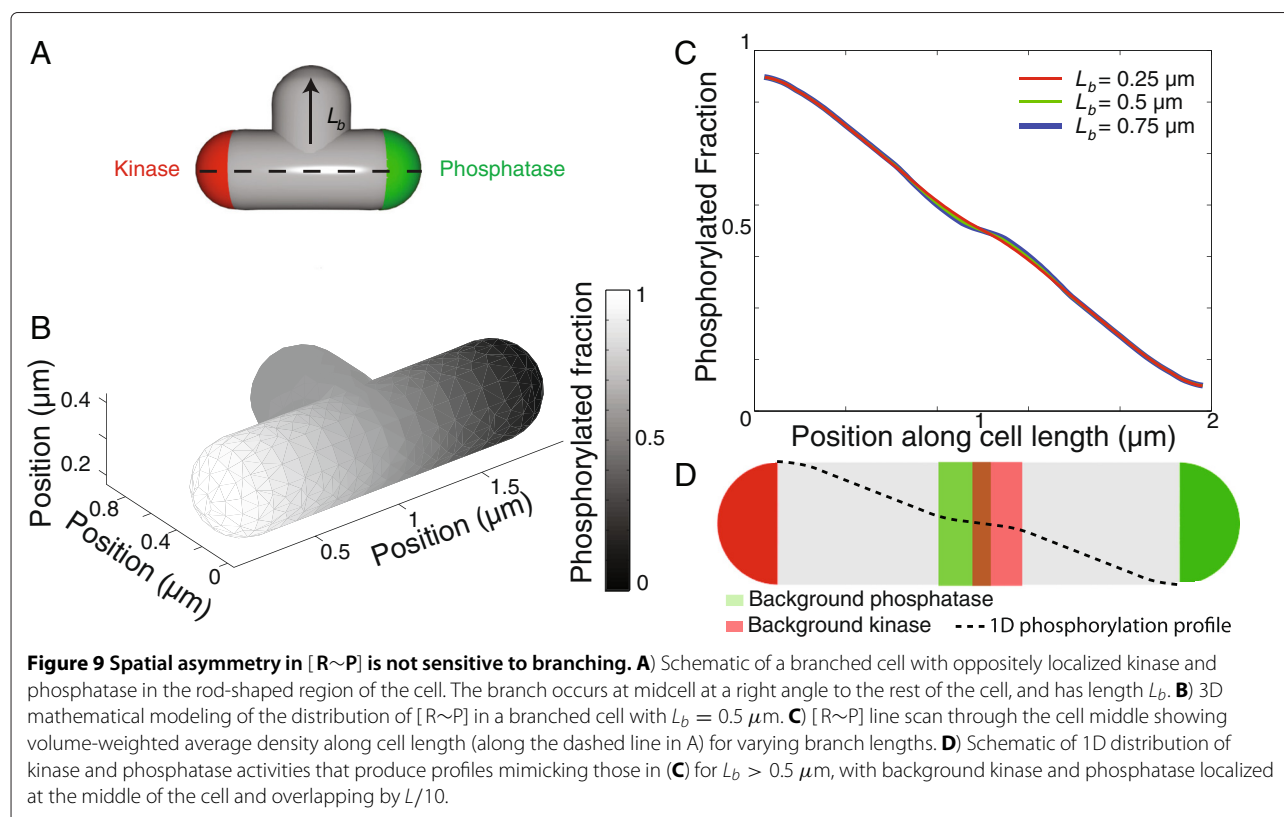 A
L_b
Kinase
Phosphatase
C
1
0.5
0
1
2
Phosphorylated Fraction
Position along cell length (μm)
L_b = 0.25 μm
L_b = 0.5 μm
L_b = 0.75 μm
B
Position (μm)
0.4
0.2
Position (μm)
0.8
0.4
0
Position (μm)
0.5
1
1.5
Phosphorylated fraction
1
0.5
0
D
Background phosphatase
Background kinase
1D phosphorylation profile
Figure 9 Spatial asymmetry in [R~P] is not sensitive to branching. A) Schematic of a branched cell with oppositely localized kinase and
phosphatase in the rod-shaped region of the cell. The branch occurs at midcell at a right angle to the rest of the cell, and has length L_b. B) 3D
mathematical modeling of the distribution of [R~P] in a branched cell with L_b = 0.5 μm. C) [R~P] line scan through the cell middle showing
volume-weighted average density along cell length (along the dashed line in A) for varying branch lengths. D) Schematic of 1D distribution of
kinase and phosphatase activities that produce profiles mimicking those in (C) for L_b > 0.5 μm, with background kinase and phosphatase localized
at the middle of the cell and overlapping by L/10.